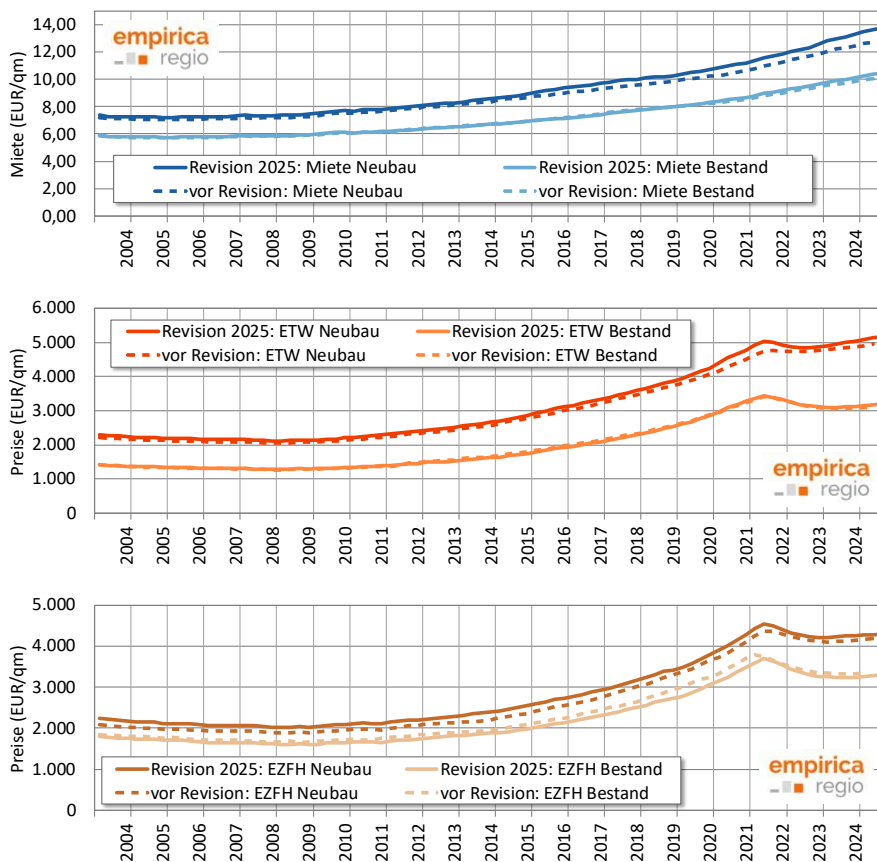 14,00
12,00
10,00
8,00
6,00
4,00
2,00
0,00
Miete (EUR/qm)
empirica
regio
Revision 2025: Miete Neubau
Revision 2025: Miete Bestand
vor Revision: Miete Neubau
vor Revision: Miete Bestand
2004 2005 2006 2007 2008 2009 2010 2011 2012 2013 2014 2015 2016 2017 2018 2019 2020 2021 2022 2023 2024
6.000
5.000
4.000
3.000
2.000
1.000
0
Preise (EUR/qm)
Revision 2025: ETW Neubau
Revision 2025: ETW Bestand
vor Revision: ETW Neubau
vor Revision: ETW Bestand
empirica
regio
2004 2005 2006 2007 2008 2009 2010 2011 2012 2013 2014 2015 2016 2017 2018 2019 2020 2021 2022 2023 2024
5.000
4.000
3.000
2.000
1.000
0
Preise (EUR/qm)
Revision 2025: EZFH Neubau
Revision 2025: EZFH Bestand
vor Revision: EZFH Neubau
vor Revision: EZFH Bestand
empirica
regio
2004 2005 2006 2007 2008 2009 2010 2011 2012 2013 2014 2015 2016 2017 2018 2019 2020 2021 2022 2023 2024